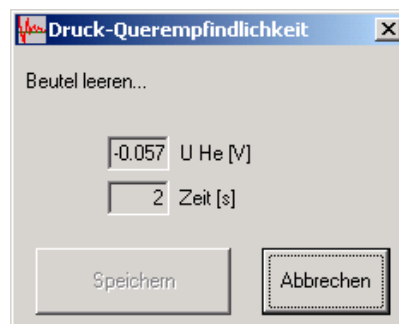 Druck-Querempfindlichkeit
Beutel leeren...
-0.057 U He [V]
2 Zeit [s]
Speichern Abbrechen